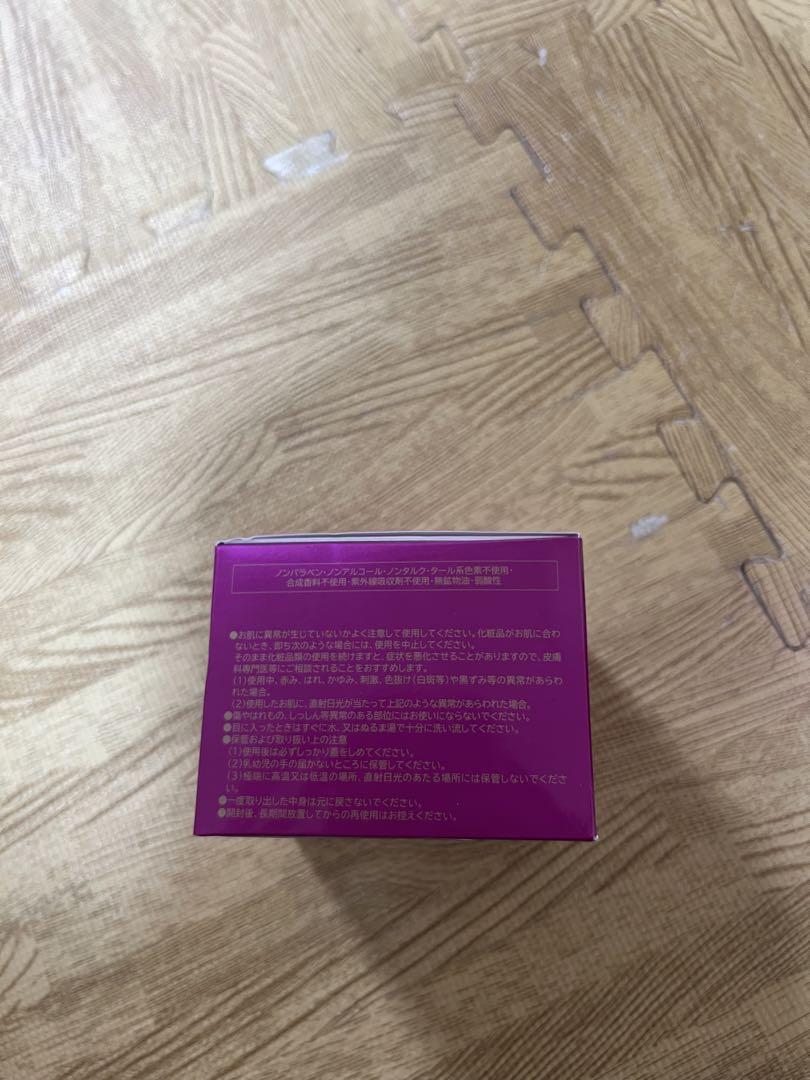 ノンパラベン・ノンアルコール・ノンタルク・タール系色素不使用・
合成香料不使用・紫外線吸収剤不使用・無鉱物油・弱酸性
●お肌に異常が生じていないかよく注意して使用してください。化粧品がお肌に合わ
ないとき、即ち次のような場合には、使用を中止してください。
そのまま化粧品類の使用を続けますと、症状を悪化させることがありますので、皮膚
科専門医等にご相談されることをおすすめします。
(1)使用中、赤み、はれ、かゆみ、刺激、色抜け(白斑等)や黒ずみ等の異常があらわ
れた場合。
(2)使用したお肌に、直射日光が当たって上記のような異常があらわれた場合。
●傷やはれもの、しっしん等異常のある部位にはお使いにならないでください。
●目に入ったときはすぐに水、又はぬるま湯で十分に洗い流してください。
●保管および取り扱い上の注意
(1)使用後は必ずしっかり蓋をしめてください。
(2)乳幼児の手の届かないところに保管してください。
(3)極端に高温又は低温の場所、直射日光のあたる場所には保管しないでくださ
い。
●一度取り出した中身は元に戻さないでください。
●開封後、長期間放置してからの再使用はお控えください。